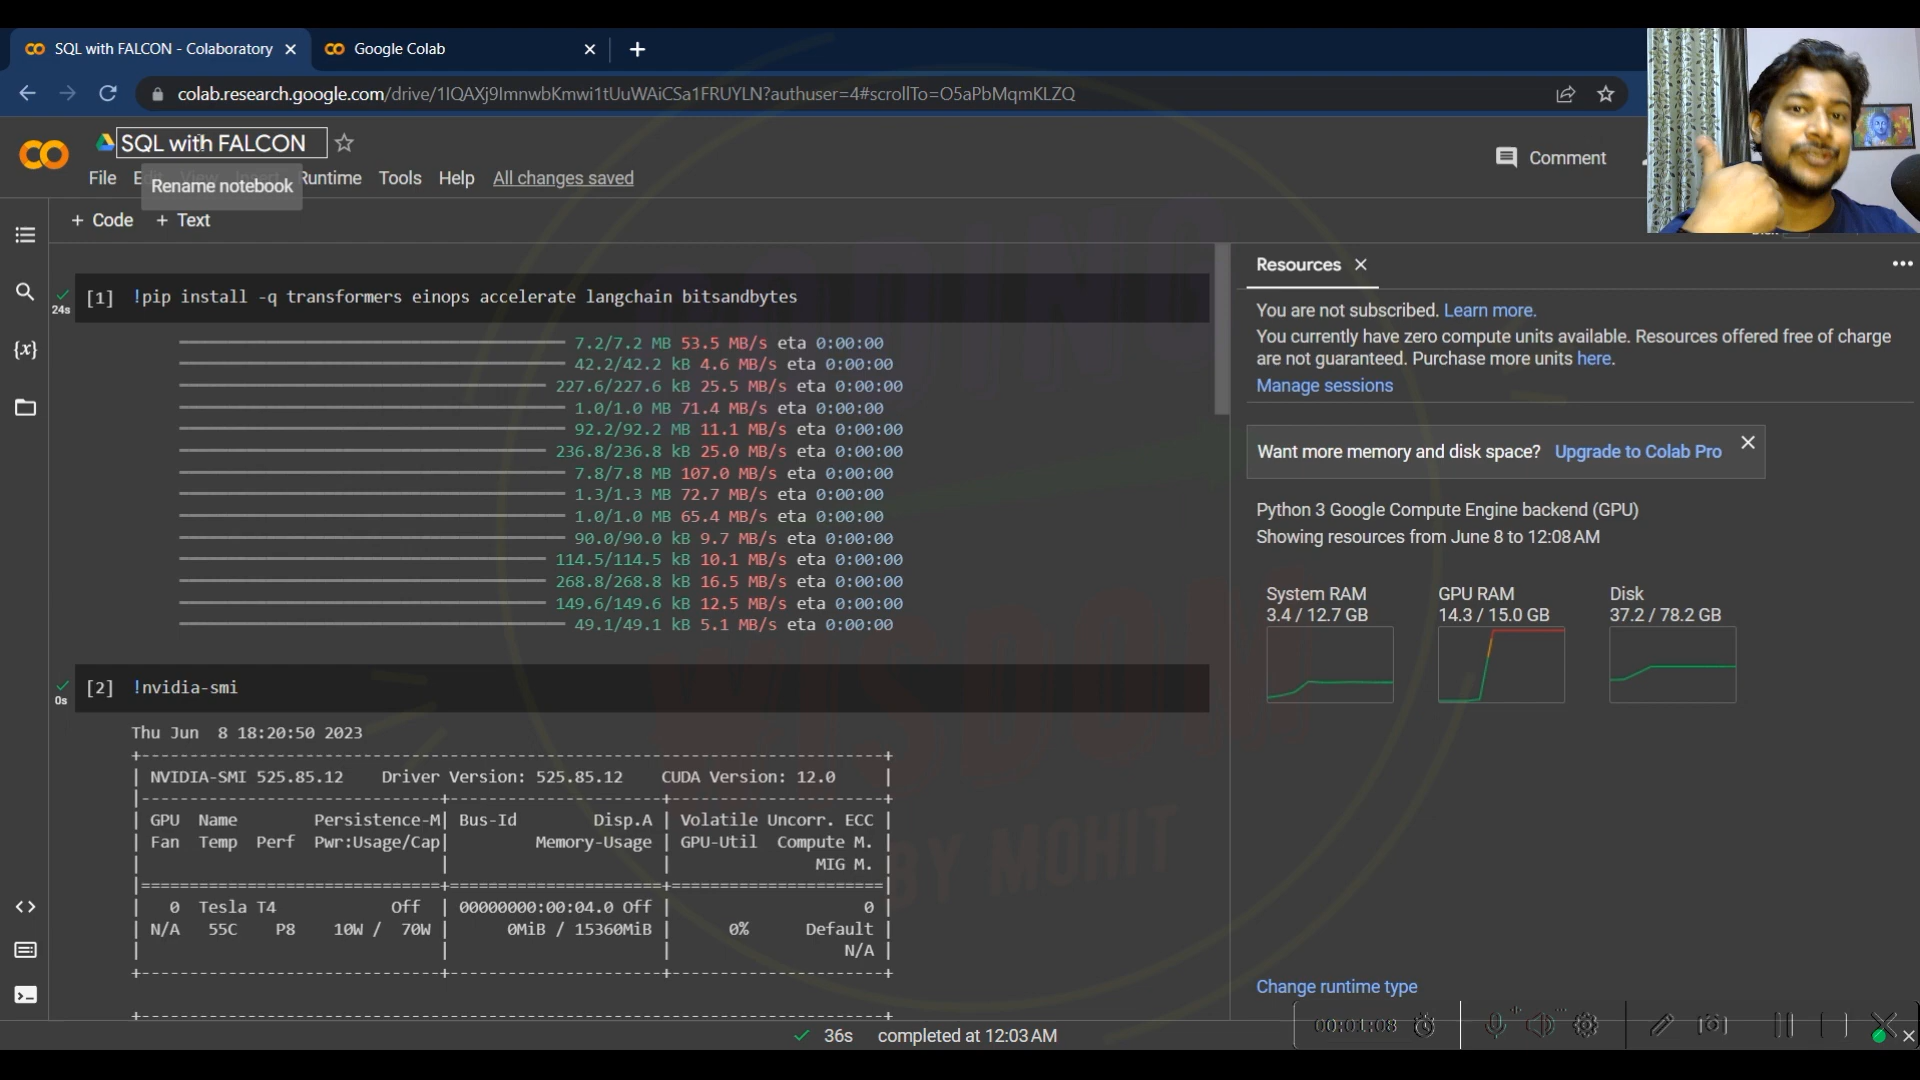 SQL with FALCON - Colaboratory
Google Colab
colab.research.google.com/drive/1IQAXj9ImnwbKmwi1tUuWAiCSa1FRUYLN?authuser=4#scrollTo=O5aPbMqmKLZQ
SQL with FALCON
File Edit View Insert Runtime Tools Help All changes saved
Rename notebook
Comment
+ Code + Text
Resources
You are not subscribed. Learn more.
You currently have zero compute units available. Resources offered free of charge
are not guaranteed. Purchase more units here.
Manage sessions
Want more memory and disk space? Upgrade to Colab Pro
Python 3 Google Compute Engine backend (GPU)
Showing resources from June 8 to 12:08 AM
System RAM
3.4 / 12.7 GB
GPU RAM
14.3 / 15.0 GB
Disk
37.2 / 78.2 GB
Change runtime type
24s
[1] !pip install -q transformers einops accelerate langchain bitsandbytes
7.2/7.2 MB 53.5 MB/s eta 0:00:00
42.2/42.2 kB 4.6 MB/s eta 0:00:00
227.6/227.6 kB 25.5 MB/s eta 0:00:00
1.0/1.0 MB 71.4 MB/s eta 0:00:00
92.2/92.2 MB 11.1 MB/s eta 0:00:00
236.8/236.8 kB 25.0 MB/s eta 0:00:00
7.8/7.8 MB 107.0 MB/s eta 0:00:00
1.3/1.3 MB 72.7 MB/s eta 0:00:00
1.0/1.0 MB 65.4 MB/s eta 0:00:00
90.0/90.0 kB 9.7 MB/s eta 0:00:00
114.5/114.5 kB 10.1 MB/s eta 0:00:00
268.8/268.8 kB 16.5 MB/s eta 0:00:00
149.6/149.6 kB 12.5 MB/s eta 0:00:00
49.1/49.1 kB 5.1 MB/s eta 0:00:00
0s
[2] !nvidia-smi
Thu Jun 8 18:20:50 2023
NVIDIA-SMI 525.85.12 Driver Version: 525.85.12 CUDA Version: 12.0
GPU Name Persistence-M| Bus-Id Disp.A | Volatile Uncorr. ECC
Fan Temp Perf Pwr:Usage/Cap| Memory-Usage | GPU-Util Compute M.
MIG M.
0 Tesla T4 Off | 00000000:00:04.0 Off | 0
N/A 55C P8 10W / 70W | 0MiB / 15360MiB | 0% Default
N/A
36s completed at 12:03 AM
00:01:08
CODING
WISDOM
BY MOHIT